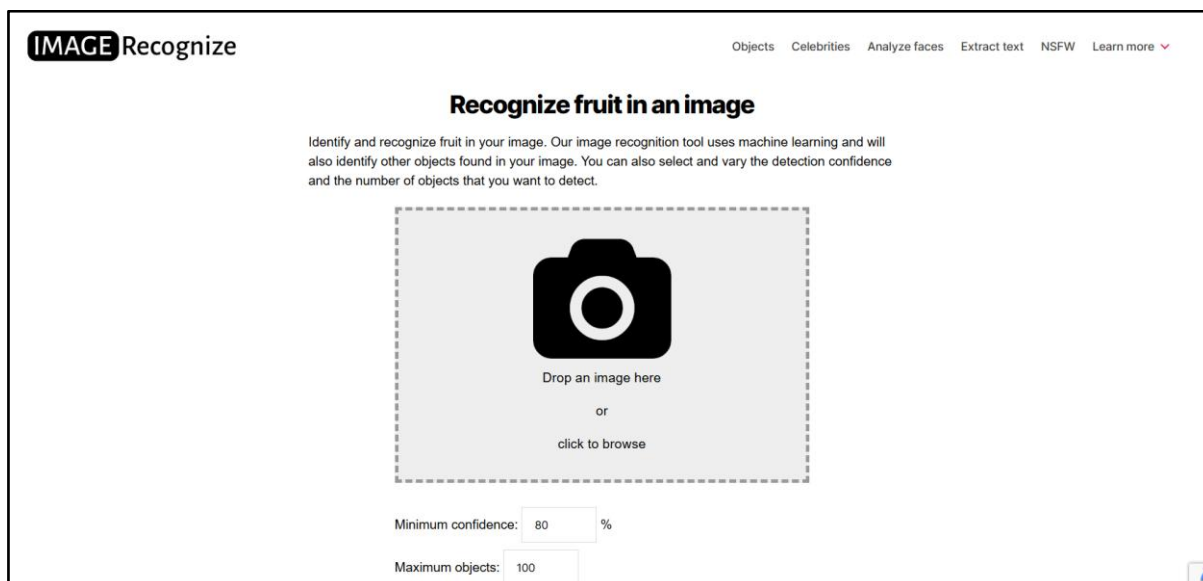 IMAGE Recognize
Objects Celebrities Analyze faces Extract text NSFW Learn more
Recognize fruit in an image
Identify and recognize fruit in your image. Our image recognition tool uses machine learning and will
also identify other objects found in your image. You can also select and vary the detection confidence
and the number of objects that you want to detect.
Drop an image here
or
click to browse
Minimum confidence: 80 %
Maximum objects: 100